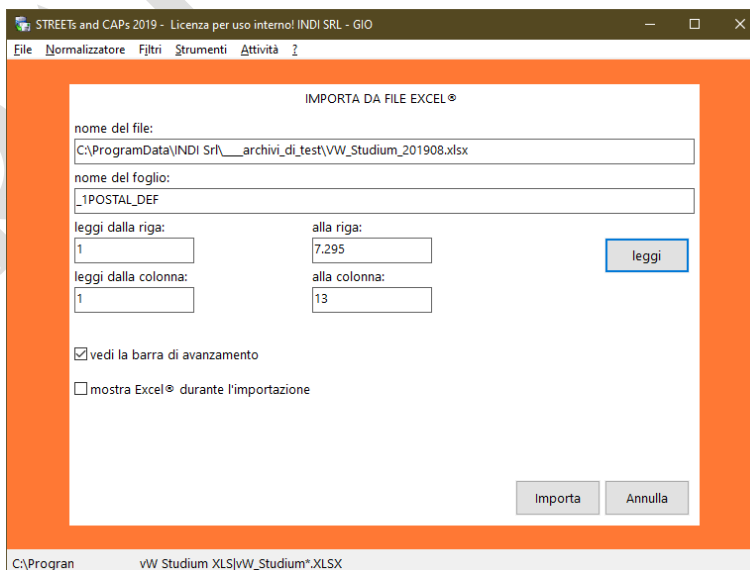 STREETs and CAPs 2019 - Licenza per uso interno! INDI SRL - GIO
File Normalizzatore Filtri Strumenti Attività ?
IMPORTA DA FILE EXCEL®
nome del file:
C:\ProgramData\INDI Srl\___archivi_di_test\VW_Studium_201908.xlsx
nome del foglio:
_1POSTAL_DEF
leggi dalla riga: alla riga:
1 7.295 leggi
leggi dalla colonna: alla colonna:
1 13
vedi la barra di avanzamento
mostra Excel® durante l'importazione
Importa Annulla
C:\Progran vW Studium XLS|vW_Studium*.XLSX